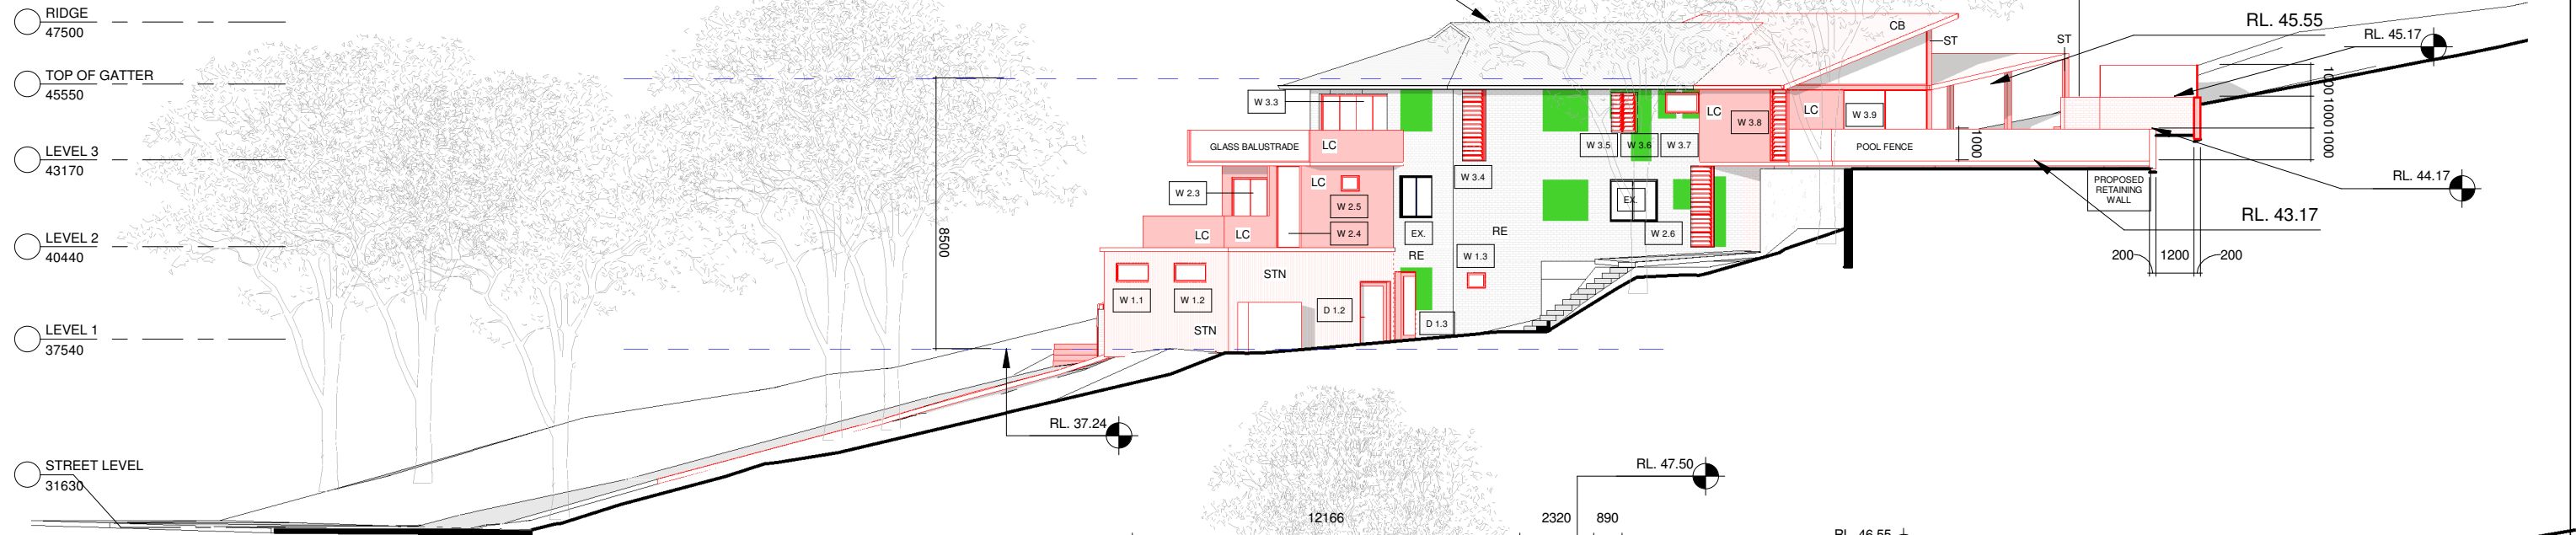 RIDGE
47500
TOP OF GATTER
45550
LEVEL 3
43170
LEVEL 2
40440
LEVEL 1
37540
STREET LEVEL
31630
8500
RL. 37.24
W 3.3
GLASS BALUSTRADE
LC
W 2.3
LC
W 2.5
W 2.4
LC
LC
STN
W 1.1
W 1.2
STN
D 1.2
D 1.3
EX.
RE
W 3.4
RE
W 1.3
W 3.5
W 3.6
W 3.7
EX.
W 2.6
LC
W 3.8
LC
W 3.9
CB
ST
ST
POOL FENCE
1000
PROPOSED
RETAINING
WALL
RL. 45.55
RL. 45.17
1000
1000
1000
RL. 44.17
RL. 43.17
200
1200
200
RL. 47.50
12166
2320
890
RL. 46.55